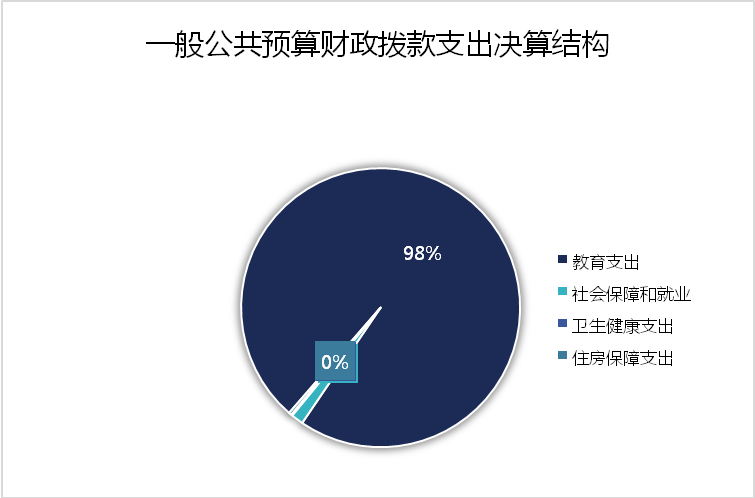 一般公共预算财政拨款支出决算结构
98%
0%
教育支出
社会保障和就业
卫生健康支出
住房保障支出